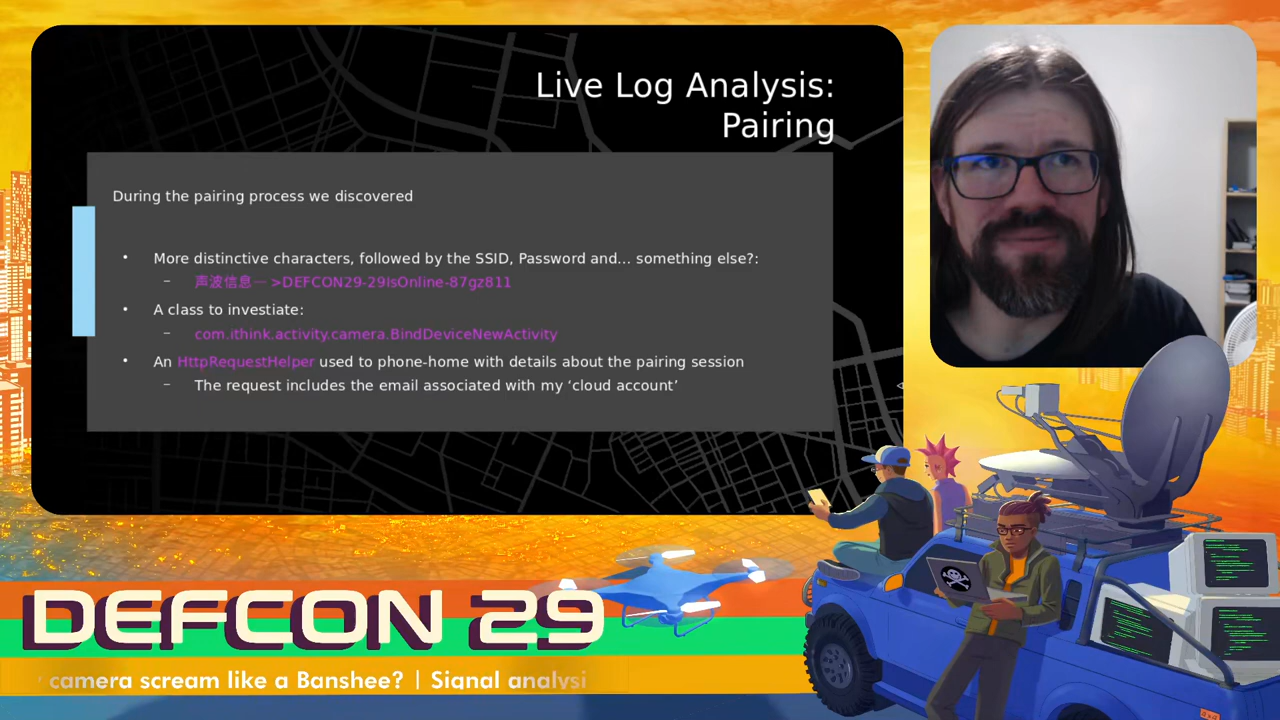 Live Log Analysis:
Pairing
During the pairing process we discovered
• More distinctive characters, followed by the SSID, Password and... something else?:
– 声波信息-- >DEFCON29-29IsOnline-87gz811
• A class to investiate:
– com.ithink.activity.camera.BindDeviceNewActivity
• An HttpRequestHelper used to phone-home with details about the pairing session
– The request includes the email associated with my ‘cloud account’
DEFCON 29
camera scream like a Banshee? | Signal analysi